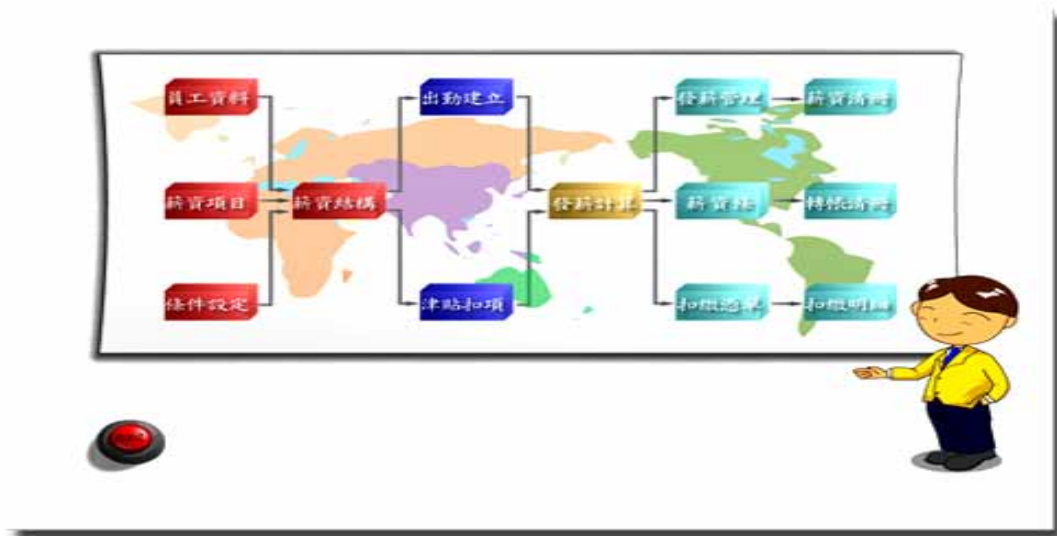 員工資料
出勤建立
發薪管理
薪資清冊
薪資項目
薪資結構
發薪計算
薪資條
轉帳清冊
條件設定
津貼扣項
扣繳憑單
扣繳明細